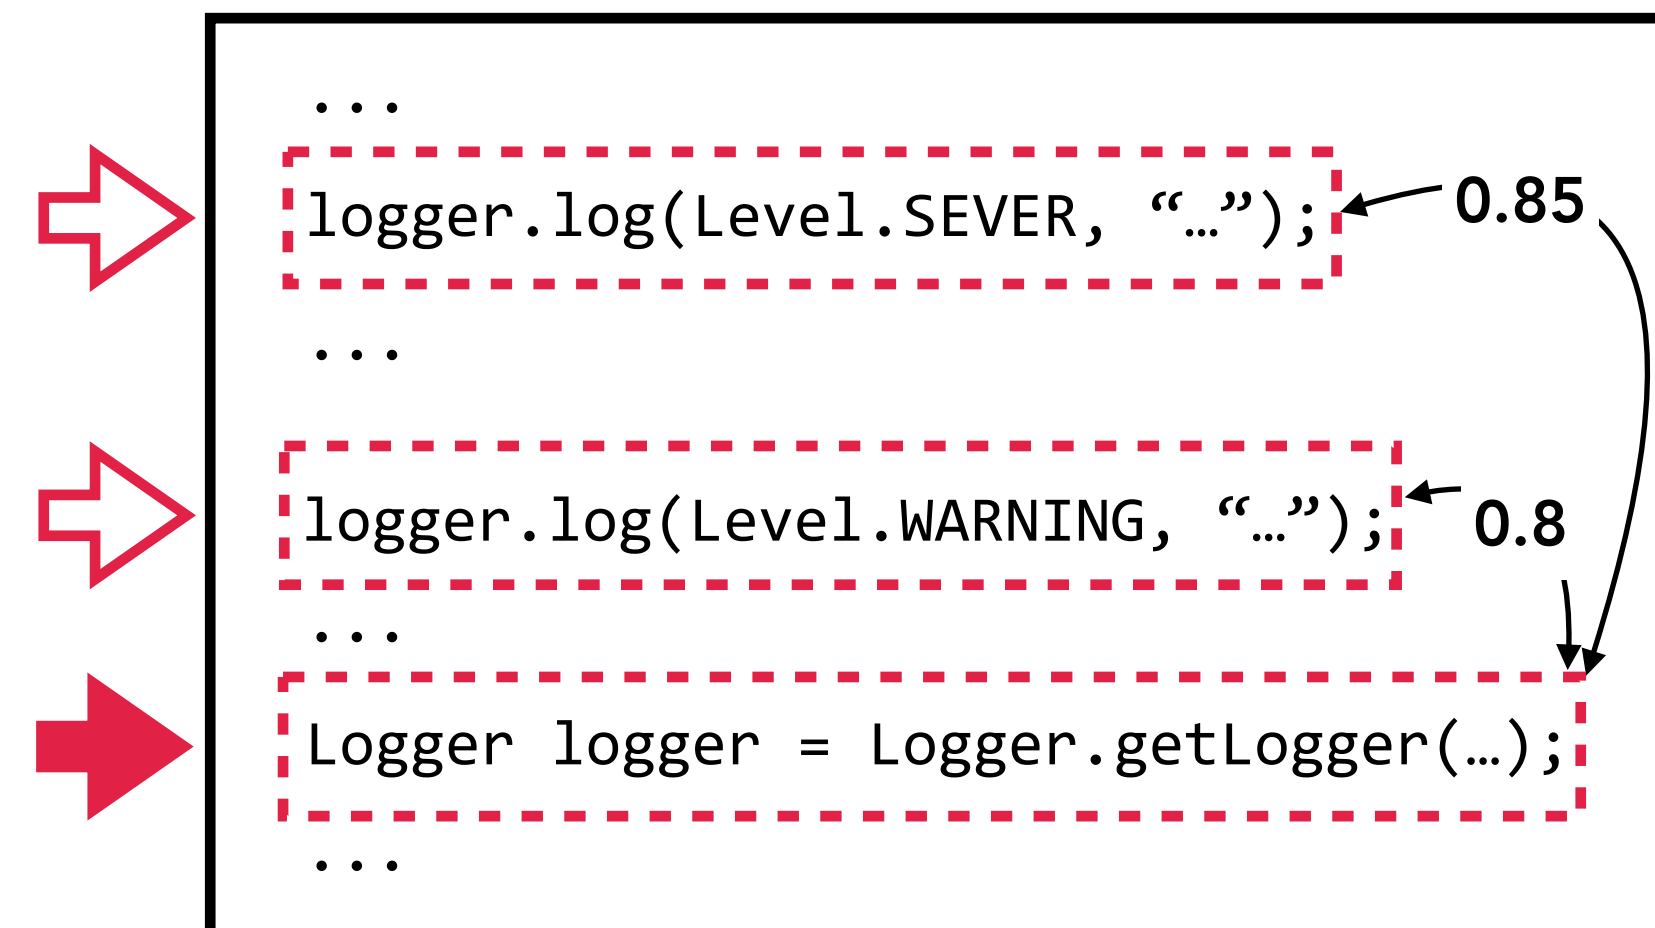 ...
logger.log(Level.SEVER, “…”);
0.85
...
logger.log(Level.WARNING, “…”);
0.8
...
Logger logger = Logger.getLogger(…);
...